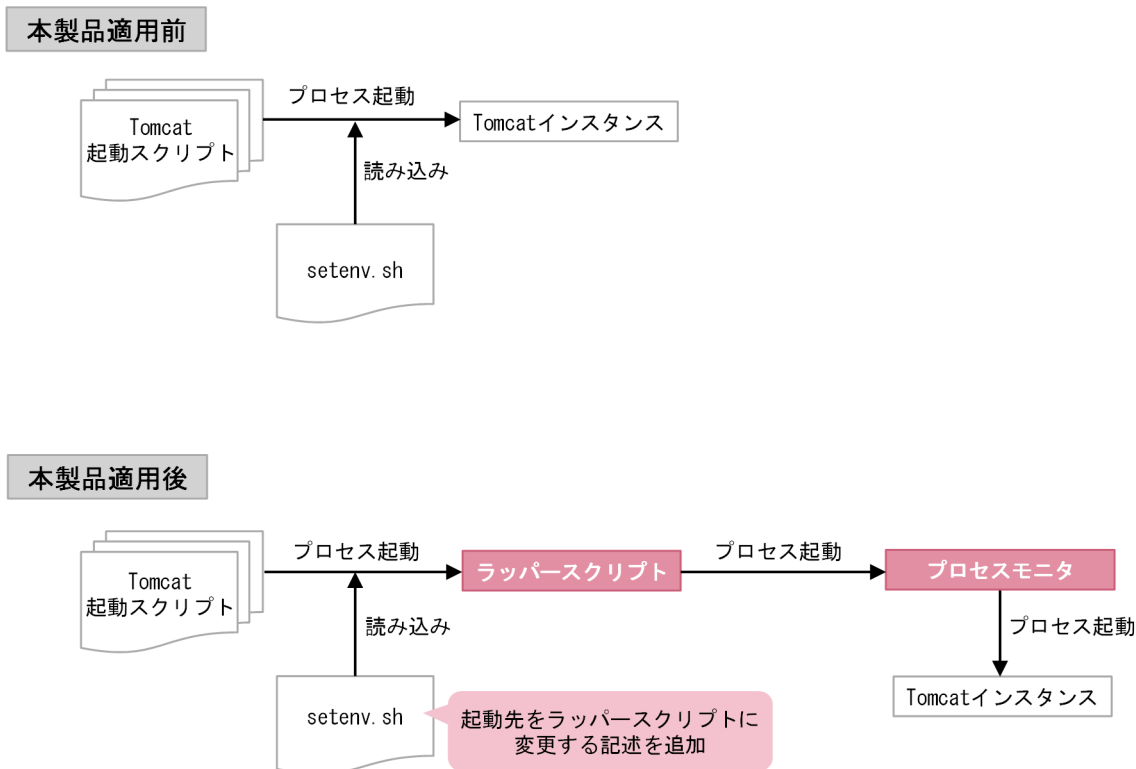 本製品適用前
プロセス起動
Tomcat
起動スクリプト
Tomcatインスタンス
読み込み
setenv.sh
本製品適用後
プロセス起動
プロセス起動
Tomcat
起動スクリプト
ラッパースクリプト
プロセスモニタ
読み込み
プロセス起動
setenv.sh
起動先をラッパースクリプトに
変更する記述を追加
Tomcatインスタンス